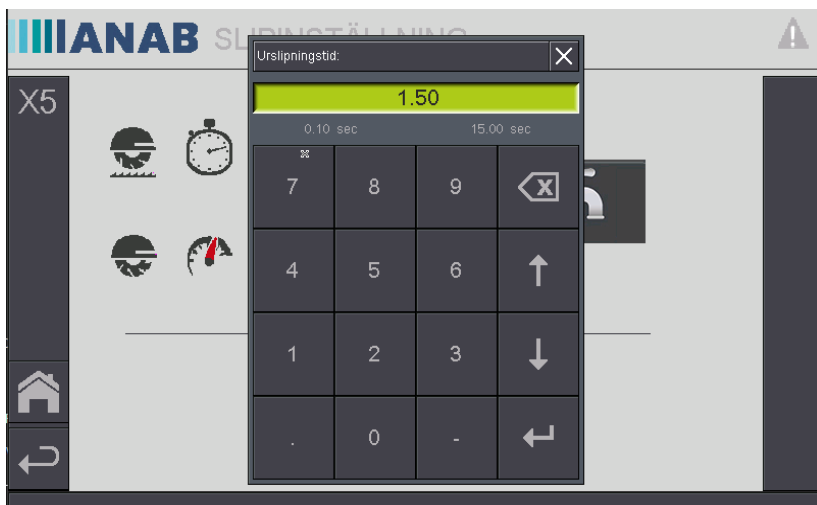 ANAB SLIPINSTÄLLNING
Urslipningstid:
X5
1.50
0.10 sec 15.00 sec
7 8 9
4 5 6
1 2 3
. 0 -